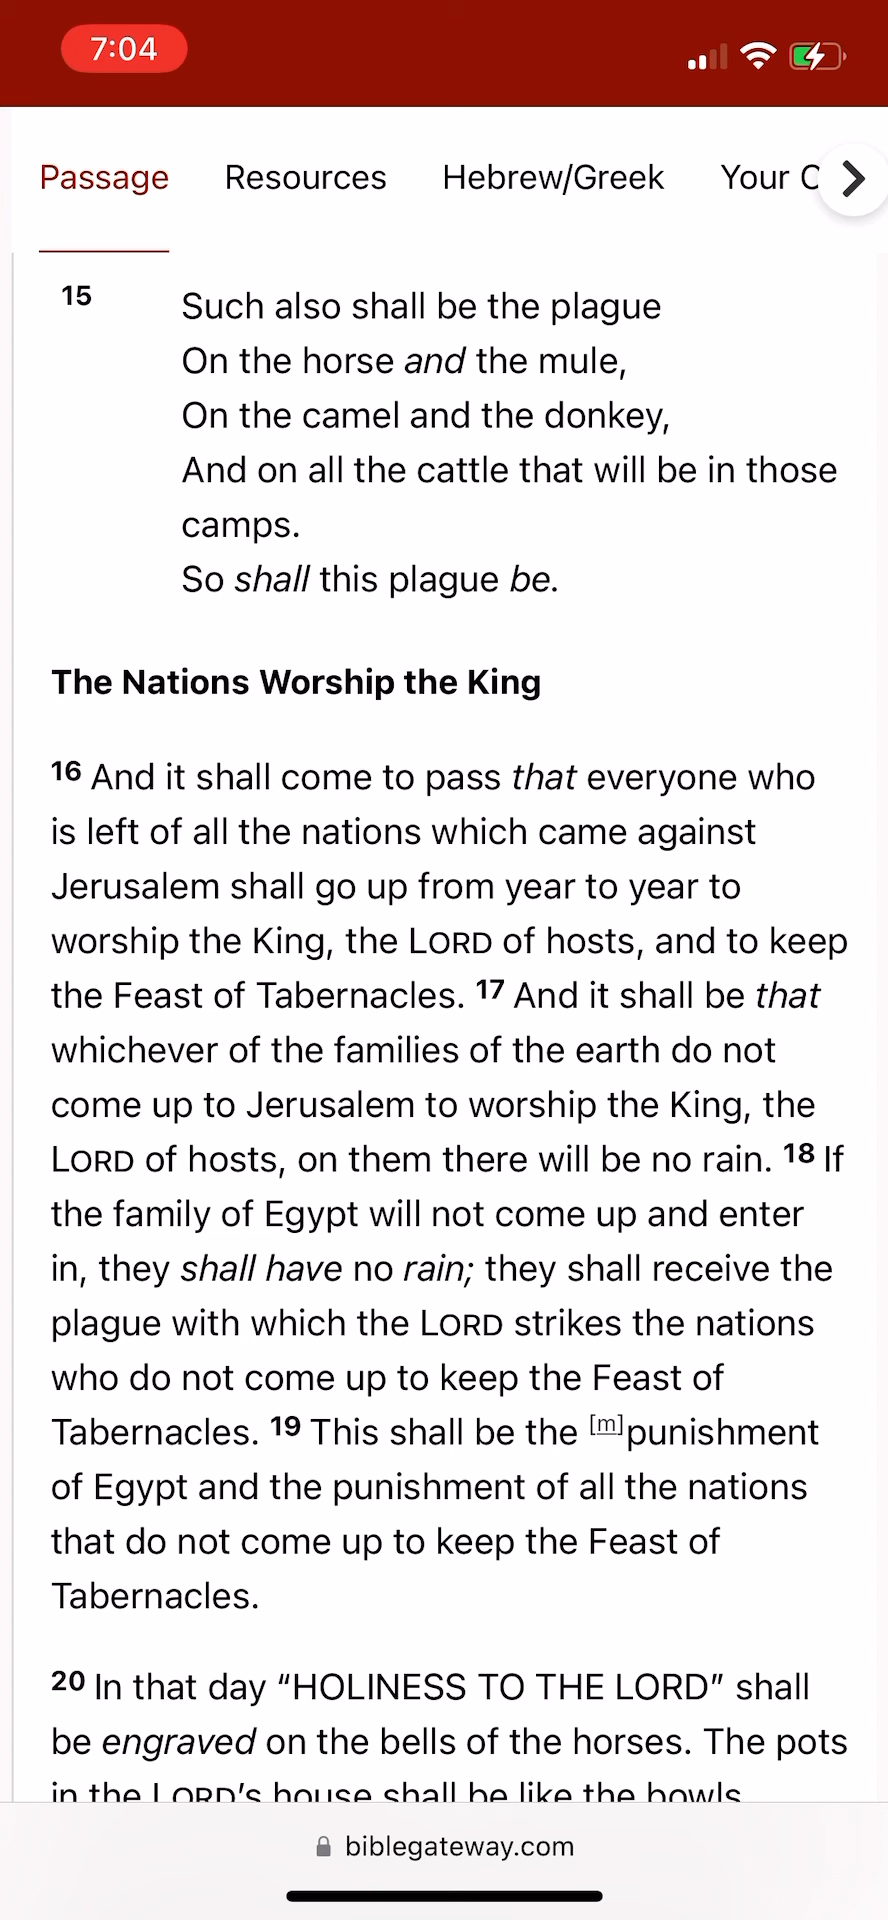 7:04
Passage Resources Hebrew/Greek Your
15 Such also shall be the plague
On the horse and the mule,
On the camel and the donkey,
And on all the cattle that will be in those
camps.
So shall this plague be.
The Nations Worship the King
16 And it shall come to pass that everyone who
is left of all the nations which came against
Jerusalem shall go up from year to year to
worship the King, the LORD of hosts, and to keep
the Feast of Tabernacles. 17 And it shall be that
whichever of the families of the earth do not
come up to Jerusalem to worship the King, the
LORD of hosts, on them there will be no rain. 18 If
the family of Egypt will not come up and enter
in, they shall have no rain; they shall receive the
plague with which the LORD strikes the nations
who do not come up to keep the Feast of
Tabernacles. 19 This shall be the [m]punishment
of Egypt and the punishment of all the nations
that do not come up to keep the Feast of
Tabernacles.
20 In that day “HOLINESS TO THE LORD” shall
be engraved on the bells of the horses. The pots
in the LORD’s house shall be like the bowls
biblegateway.com